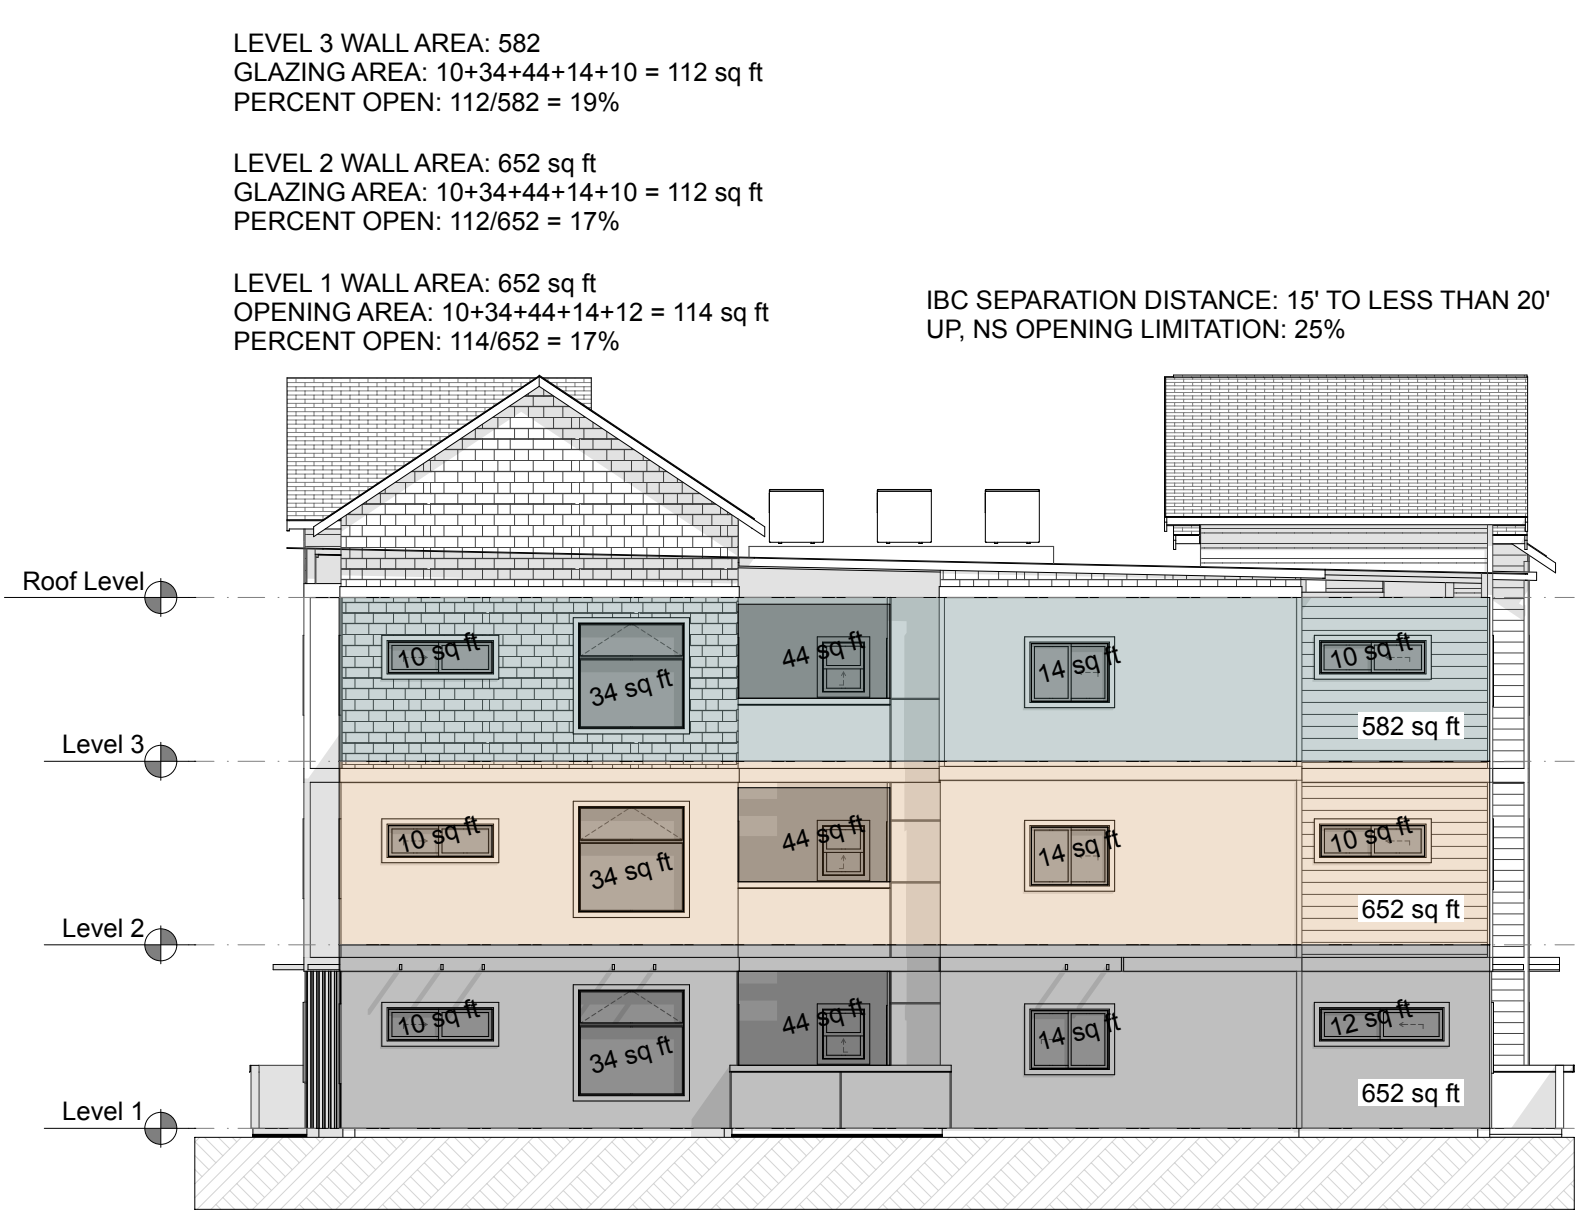 LEVEL 3 WALL AREA: 582
GLAZING AREA: 10+34+44+14+10 = 112 sq ft
PERCENT OPEN: 112/582 = 19%
LEVEL 2 WALL AREA: 652 sq ft
GLAZING AREA: 10+34+44+14+10 = 112 sq ft
PERCENT OPEN: 112/652 = 17%
LEVEL 1 WALL AREA: 652 sq ft
OPENING AREA: 10+34+44+14+12 = 114 sq ft
PERCENT OPEN: 114/652 = 17%
IBC SEPARATION DISTANCE: 15' TO LESS THAN 20'
UP, NS OPENING LIMITATION: 25%
Roof Level
10 sq ft
34 sq ft
44 sq ft
14 sq ft
10 sq ft
582 sq ft
Level 3
10 sq ft
34 sq ft
44 sq ft
14 sq ft
10 sq ft
652 sq ft
Level 2
10 sq ft
34 sq ft
44 sq ft
14 sq ft
12 sq ft
652 sq ft
Level 1